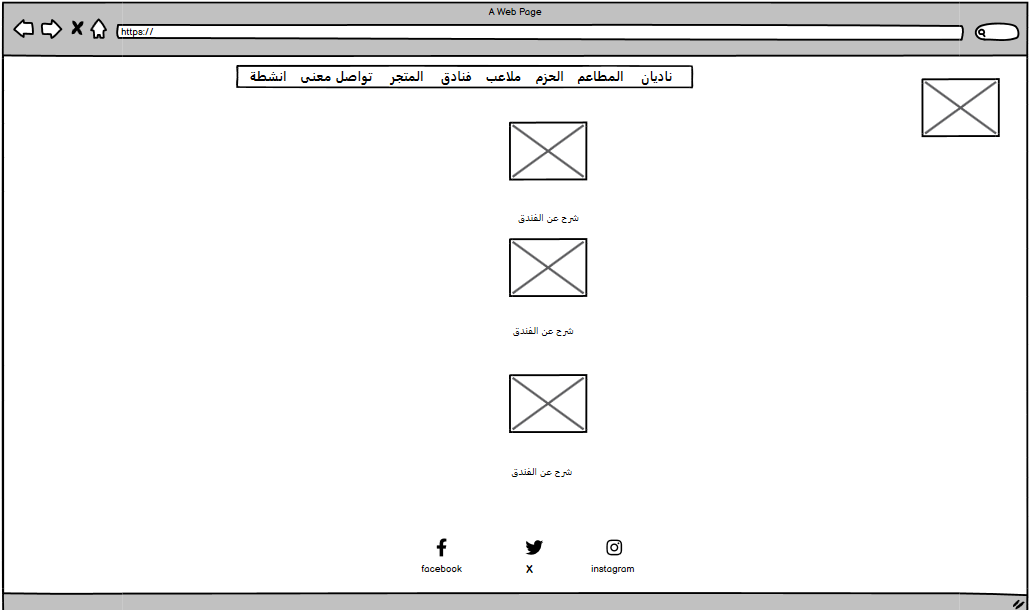 A Web Page
https://
ناديان المطاعم الحزم ملاعب فنادق المتجر تواصل معنى انشطة
شرح عن الفندق
شرح عن الفندق
شرح عن الفندق
facebook X instagram